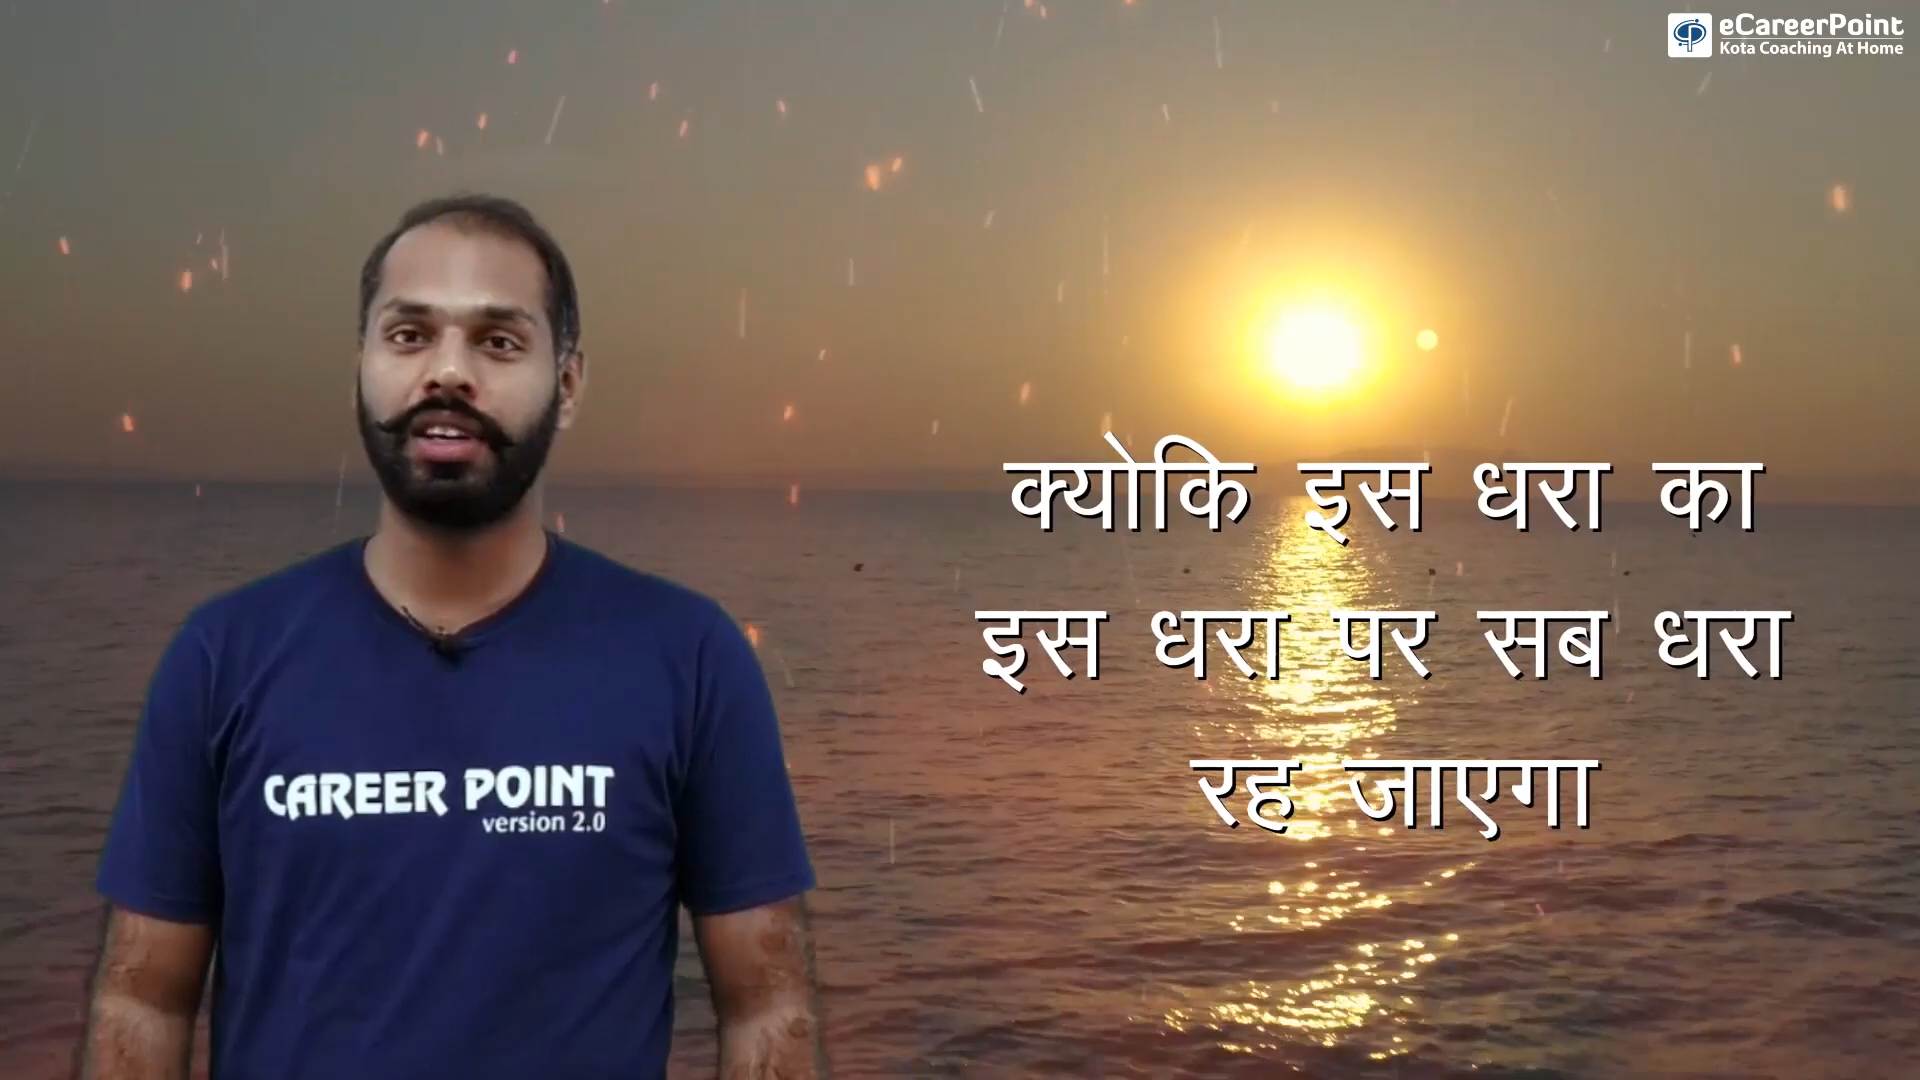 eCareerPoint
Kota Coaching At Home
क्योकि इस धरा का
इस धरा पर सब धरा
रह जाएगा
CAREER POINT
version 2.0